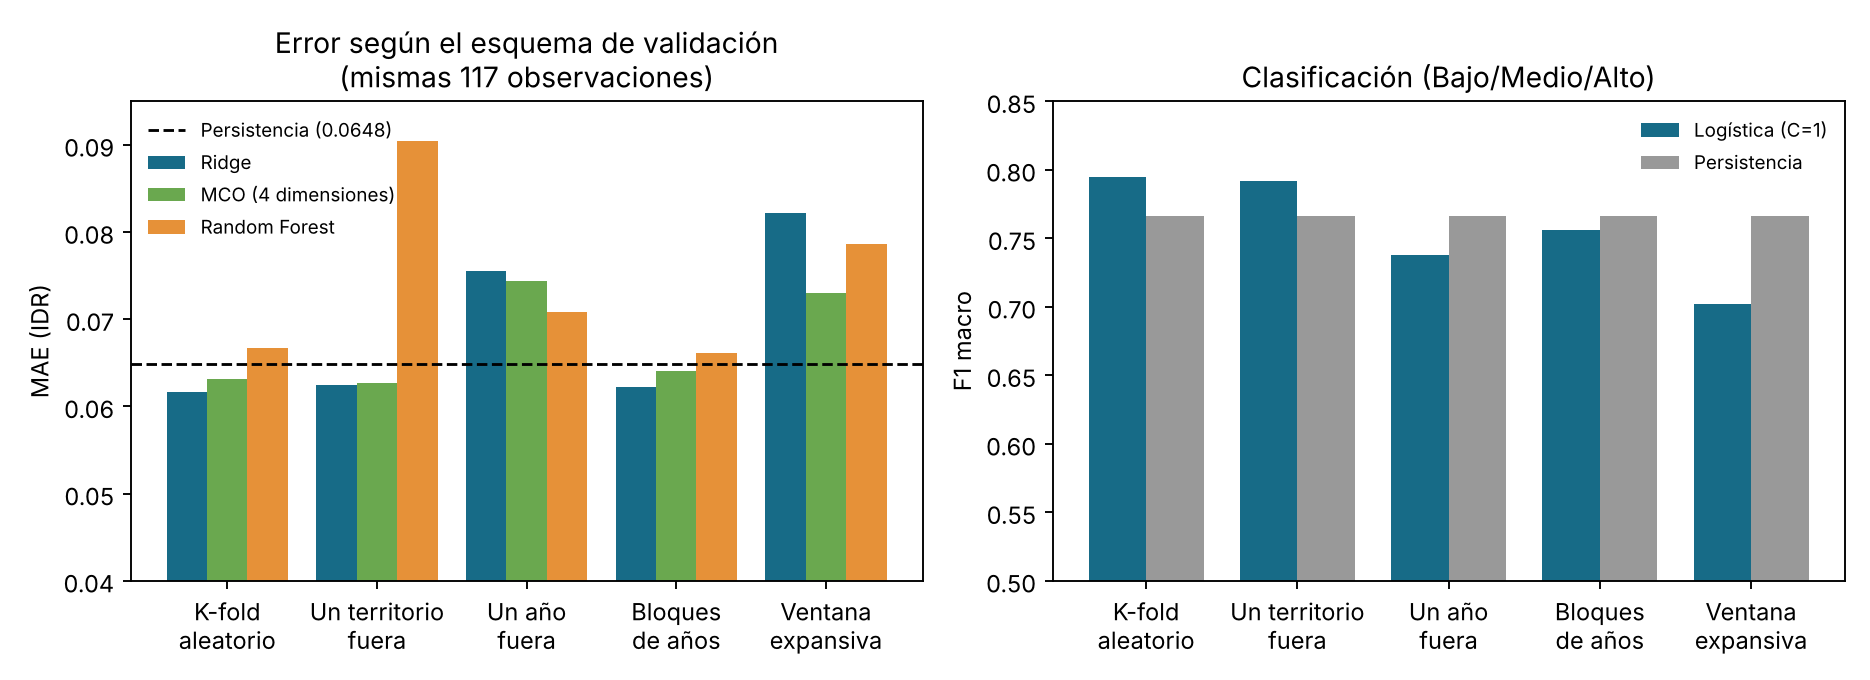 Error según el esquema de validación
(mismas 117 observaciones)
Persistencia (0.0648)
Ridge
MCO (4 dimensiones)
Random Forest
MAE (IDR)
0.09
0.08
0.07
0.06
0.05
0.04
K-fold
aleatorio
Un territorio
fuera
Un año
fuera
Bloques
de años
Ventana
expansiva
Clasificación (Bajo/Medio/Alto)
Logística (C=1)
Persistencia
F1 macro
0.85
0.80
0.75
0.70
0.65
0.60
0.55
0.50
K-fold
aleatorio
Un territorio
fuera
Un año
fuera
Bloques
de años
Ventana
expansiva